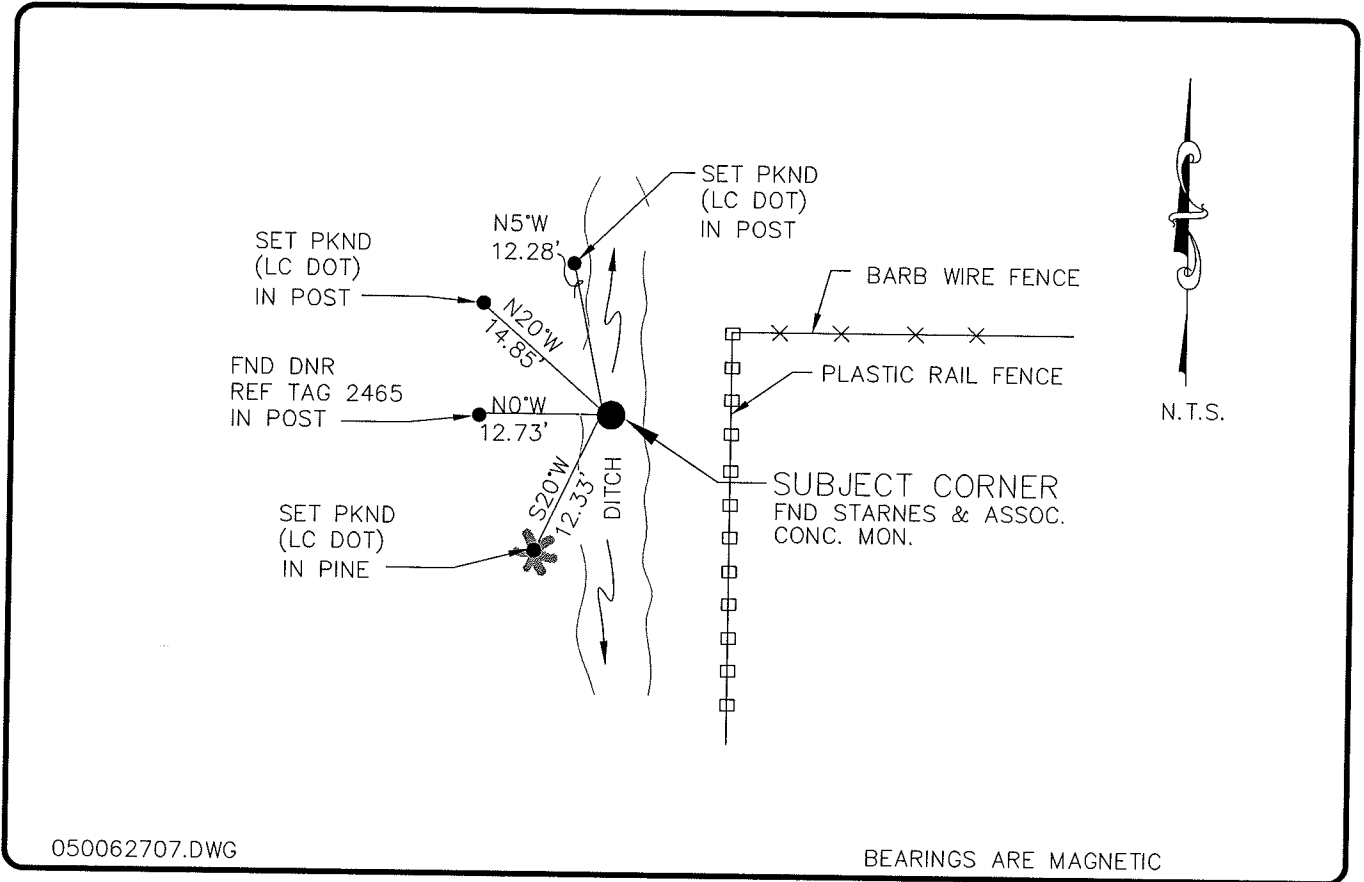 SET PKND
(LC DOT)
IN POST
N5°W
12.28'
SET PKND
(LC DOT)
IN POST
N20°W
14.85'
BARB WIRE FENCE
PLASTIC RAIL FENCE
FND DNR
REF TAG 2465
IN POST
N0°W
12.73'
N.T.S.
S20°W
12.33'
DITCH
SUBJECT CORNER
FND STARNES & ASSOC.
CONC. MON.
SET PKND
(LC DOT)
IN PINE
050062707.DWG
BEARINGS ARE MAGNETIC